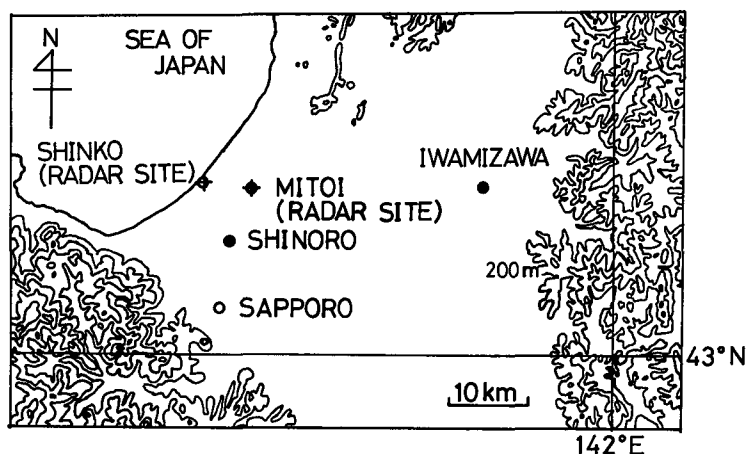 N
SEA OF
JAPAN
SHINKO
(RADAR SITE)
IWAMIZAWA
MITOI
(RADAR SITE)
SHINORO
200m
SAPPORO
43°N
10km
142°E